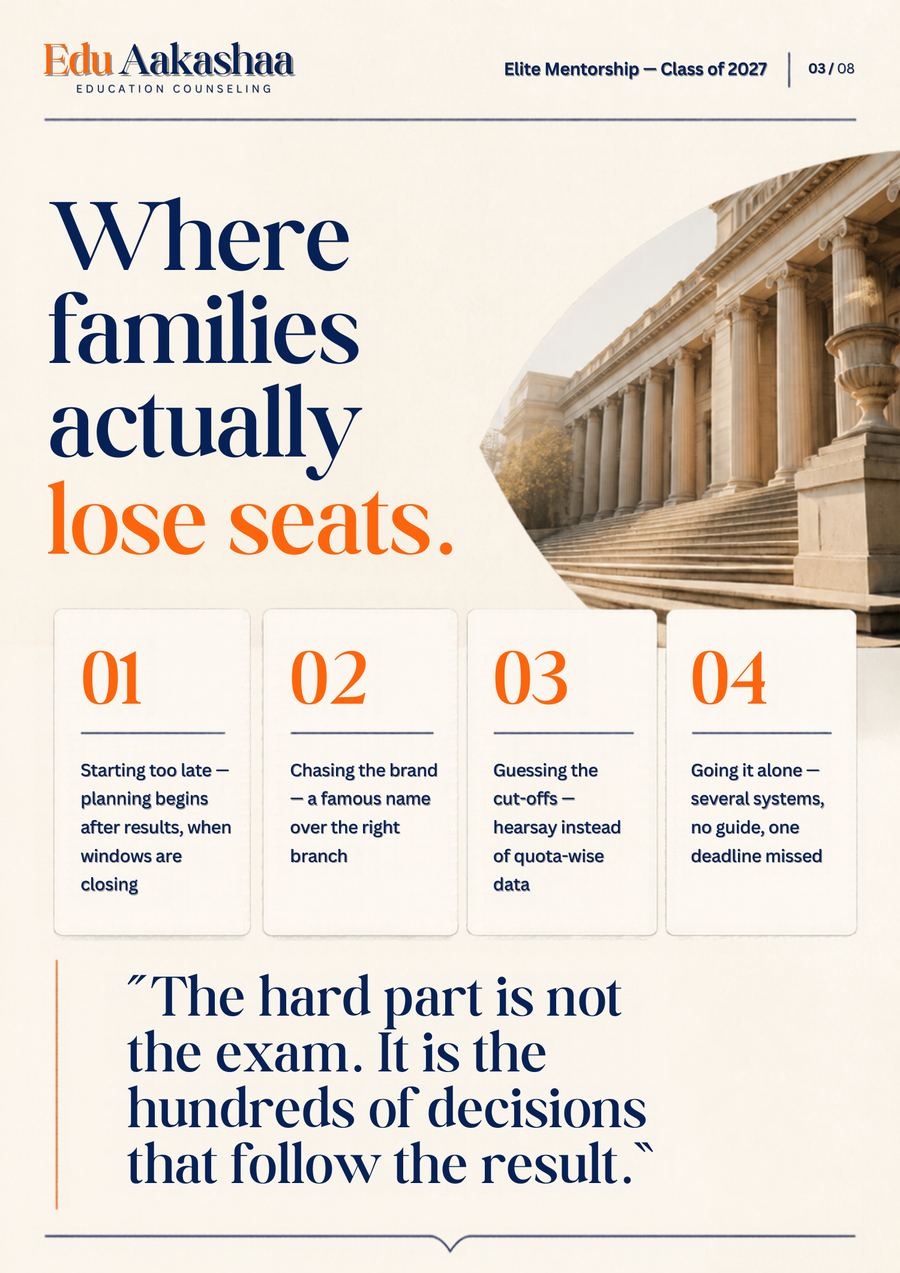 Edu Aakashaa
EDUCATION COUNSELING
Elite Mentorship — Class of 2027
03 / 08
Where
families
actually
lose seats.
01
Starting too late —
planning begins
after results, when
windows are
closing
02
Chasing the brand
— a famous name
over the right
branch
03
Guessing the
cut-offs —
hearsay instead
of quota-wise
data
04
Going it alone —
several systems,
no guide, one
deadline missed
"The hard part is not
the exam. It is the
hundreds of decisions
that follow the result."